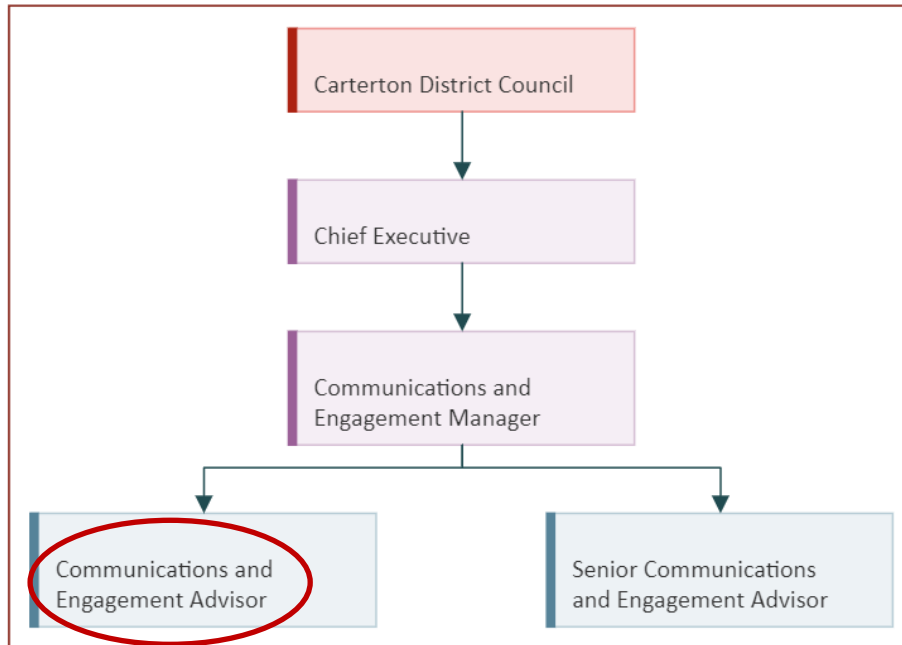 Carterton District Council
Chief Executive
Communications and
Engagement Manager
Communications and
Engagement Advisor
Senior Communications
and Engagement Advisor